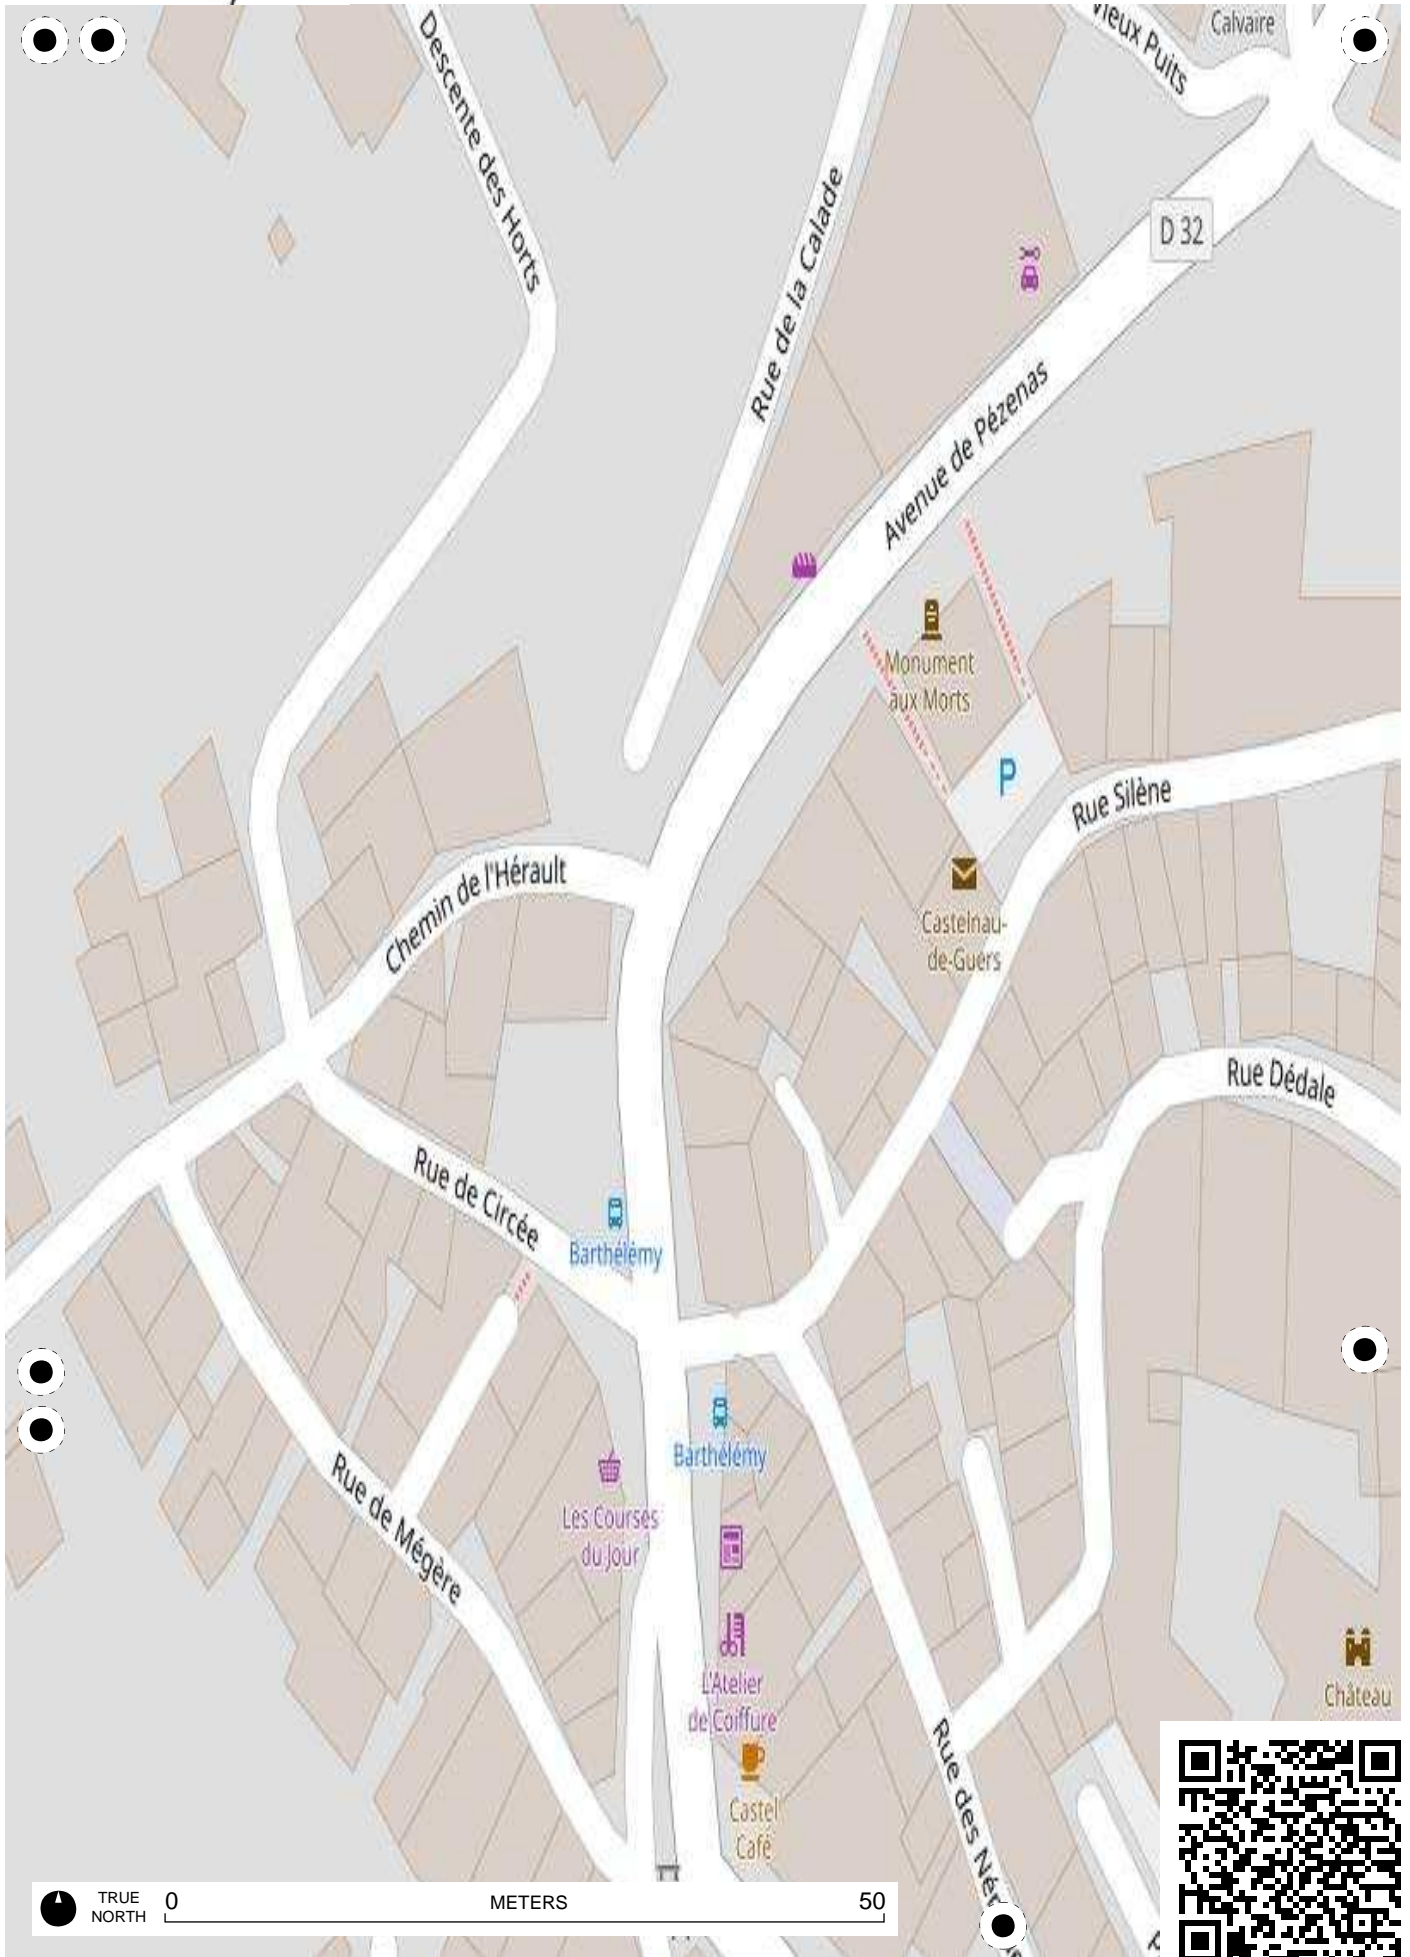 Vieux Puits
Calvaire
Descente des Horts
Rue de la Calade
D 32
Avenue de Pézenas
Monument
aux Morts
P
Rue Silène
Chemin de l'Hérault
Castelnau-
de-Guers
Rue Dédale
Rue de Circée
Barthélémy
Barthélémy
Rue de Mégère
Les Courses
du Jour
L'Atelier
de Coiffure
Château
Castel
Café
Rue des
TRUE
NORTH
0
METERS
50